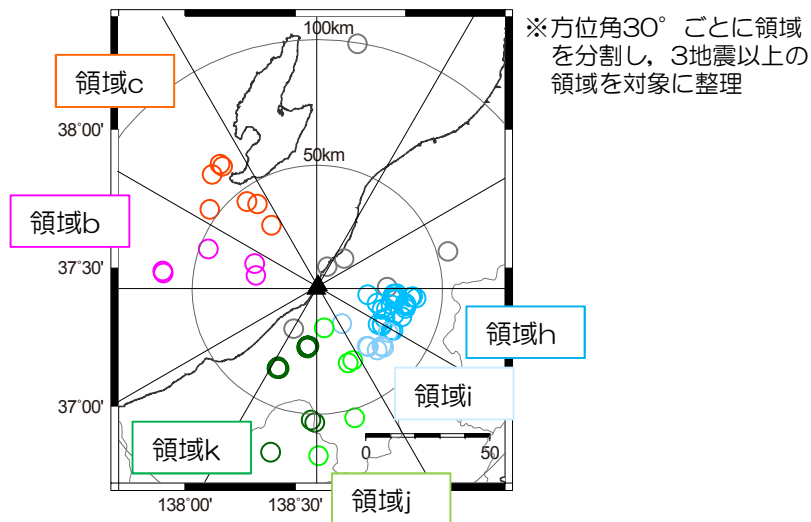 100km
※方位角30°ごとに領域
を分割し，3地震以上の
領域を対象に整理
領域c
38°00'
50km
領域b
37°30'
領域h
領域i
37°00'
領域k
0
50
領域j
138°00'
138°30'